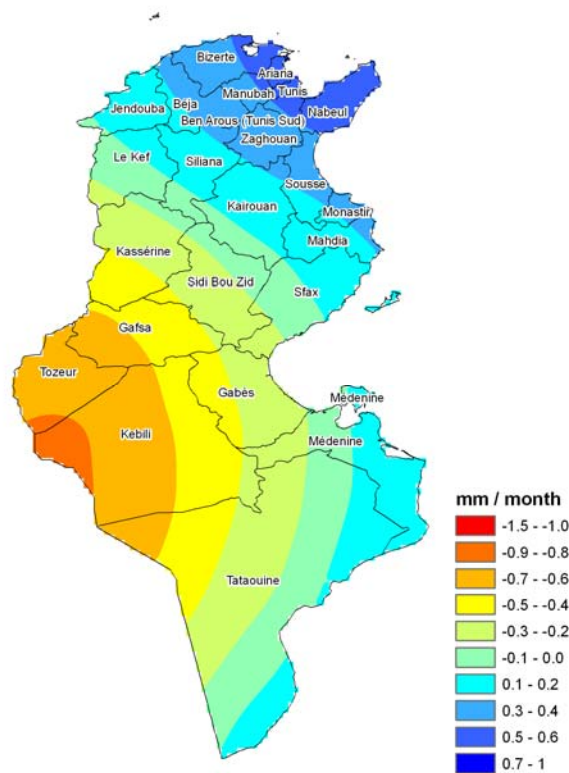 Bizerte
Ariana
Manubah
Tunis
Nabeul
Jendouba
Béja
Ben Arous (Tunis Sud)
Zaghouan
Le Kef
Siliana
Sousse
Kairouan
Monastir
Mahdia
Kassérine
Sidi Bou Zid
Sfax
Gafsa
Tozeur
Gabès
Médenine
Kébili
Médenine
Tataouine
mm / month
-1.5 - -1.0
-0.9 - -0.8
-0.7 - -0.6
-0.5 - -0.4
-0.3 - -0.2
-0.1 - 0.0
0.1 - 0.2
0.3 - 0.4
0.5 - 0.6
0.7 - 1